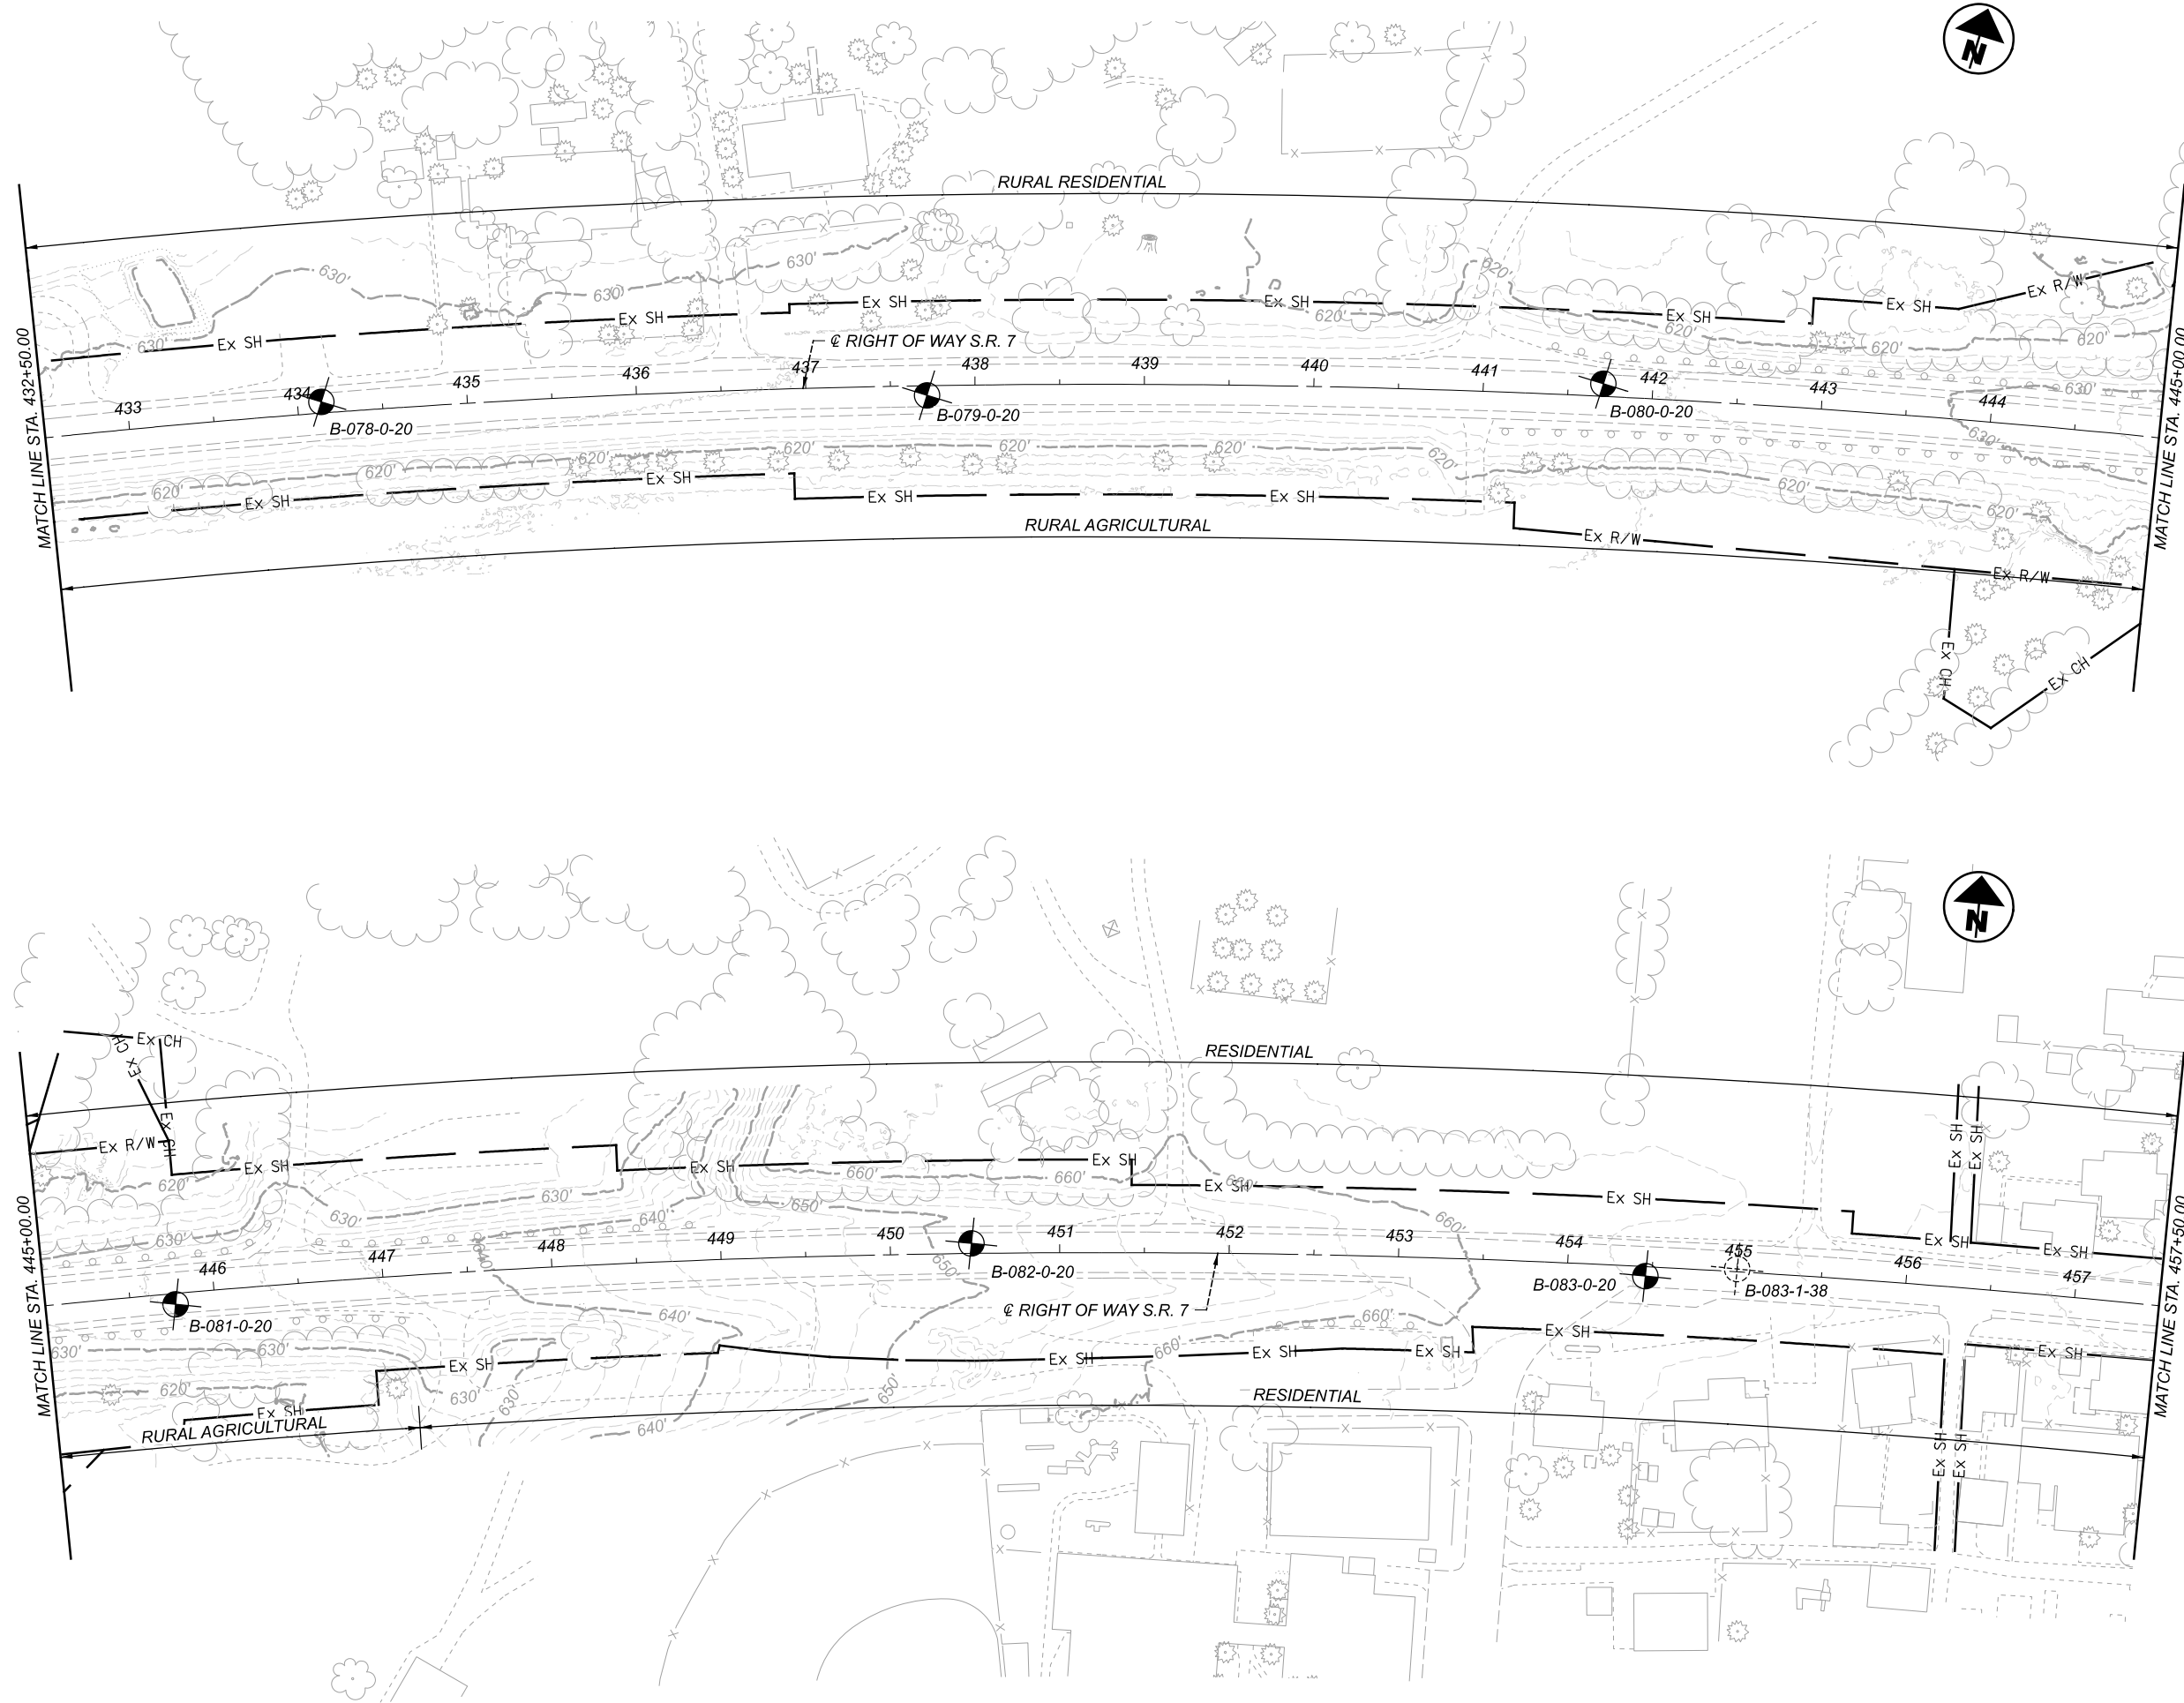 N
RURAL RESIDENTIAL
630'
630'
630'
630'
620'
Ex R/W
Ex SH
Ex SH
Ex SH
Ex SH
Ex SH
Ex SH
620'
620'
620'
620'
MATCH LINE STA. 432+50.00
MATCH LINE STA. 445+00.00
℄ RIGHT OF WAY S.R. 7
433
434
435
436
437
438
439
440
441
442
443
444
630'
B-078-0-20
B-079-0-20
B-080-0-20
630'
620'
620'
620'
620'
620'
620'
620'
620'
620'
Ex SH
Ex SH
Ex SH
Ex SH
Ex R/W
Ex R/W
RURAL AGRICULTURAL
Ex CH
Ex CH
N
Ex CH
Ex CH
Ex CH
RESIDENTIAL
Ex R/W
Ex SH
Ex SH
Ex SH
Ex SH
Ex SH
Ex SH
Ex SH
Ex SH
Ex SH
620'
630'
630'
630'
640'
640'
650'
650'
660'
660'
660'
660'
MATCH LINE STA. 445+00.00
MATCH LINE STA. 457+50.00
446
447
448
449
450
451
452
453
454
455
456
457
B-081-0-20
B-082-0-20
B-083-0-20
B-083-1-38
℄ RIGHT OF WAY S.R. 7
630'
630'
620'
630'
630'
640'
640'
650'
660'
660'
Ex SH
Ex SH
Ex SH
Ex SH
Ex SH
Ex SH
Ex SH
Ex SH
Ex SH
RURAL AGRICULTURAL
RESIDENTIAL